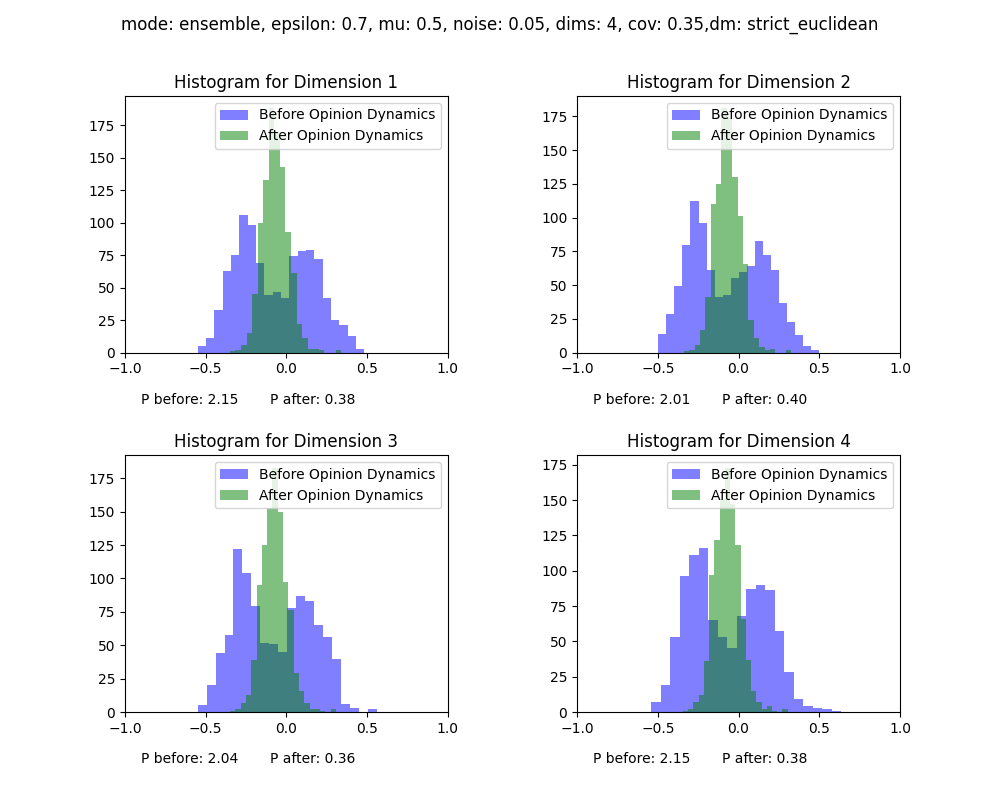 mode: ensemble, epsilon: 0.7, mu: 0.5, noise: 0.05, dims: 4, cov: 0.35,dm: strict_euclidean
Histogram for Dimension 1
Before Opinion Dynamics
After Opinion Dynamics
175
150
125
100
75
50
25
0
−1.0 −0.5 0.0 0.5 1.0
P before: 2.15 P after: 0.38
Histogram for Dimension 2
Before Opinion Dynamics
After Opinion Dynamics
175
150
125
100
75
50
25
0
−1.0 −0.5 0.0 0.5 1.0
P before: 2.01 P after: 0.40
Histogram for Dimension 3
Before Opinion Dynamics
After Opinion Dynamics
175
150
125
100
75
50
25
0
−1.0 −0.5 0.0 0.5 1.0
P before: 2.04 P after: 0.36
Histogram for Dimension 4
Before Opinion Dynamics
After Opinion Dynamics
175
150
125
100
75
50
25
0
−1.0 −0.5 0.0 0.5 1.0
P before: 2.15 P after: 0.38